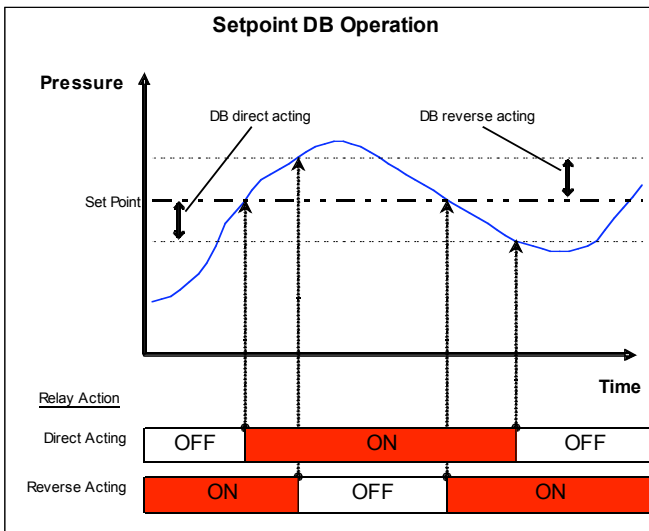 Setpoint DB Operation
Pressure
DB direct acting
DB reverse acting
Set Point
Time
Relay Action
Direct Acting
OFF
ON
OFF
Reverse Acting
ON
OFF
ON